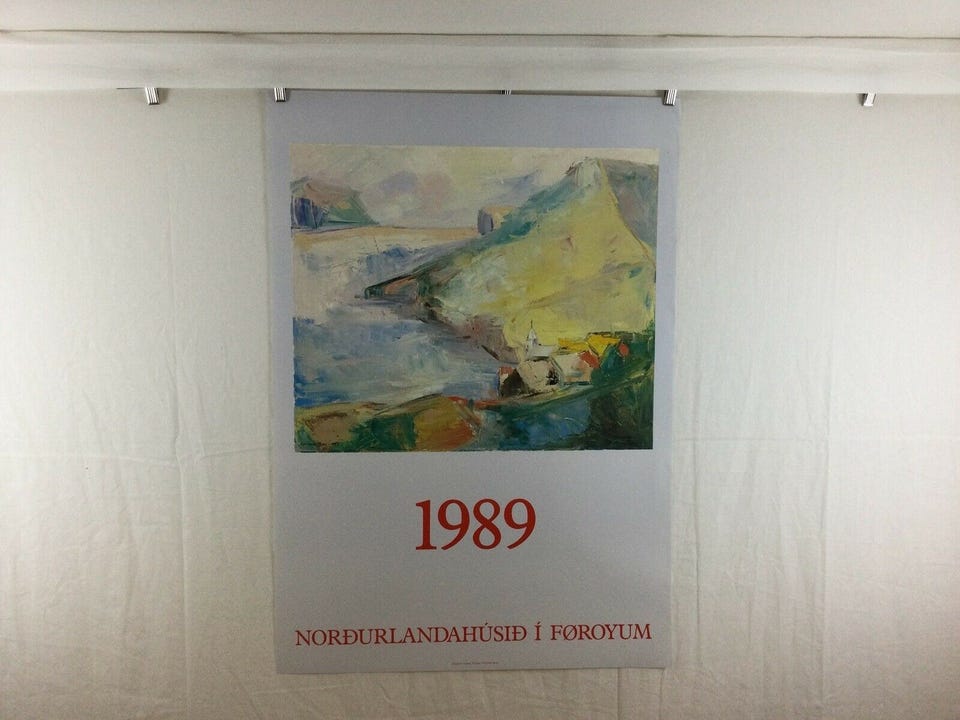 1989
NORÐURLANDAHÚSIÐ Í FØROYUM